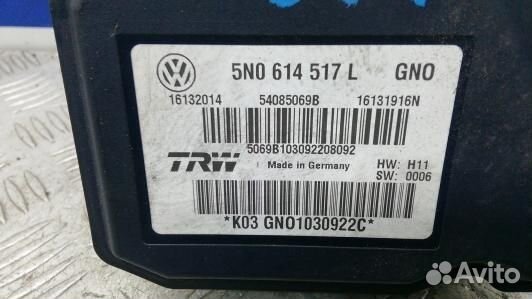 5N0 614 517 L GNO
16132014 54085069B 16131916N
5069B103092208092
TRW Made in Germany HW: H11
SW: 0006
*K03 GNO1030922C*
Avito